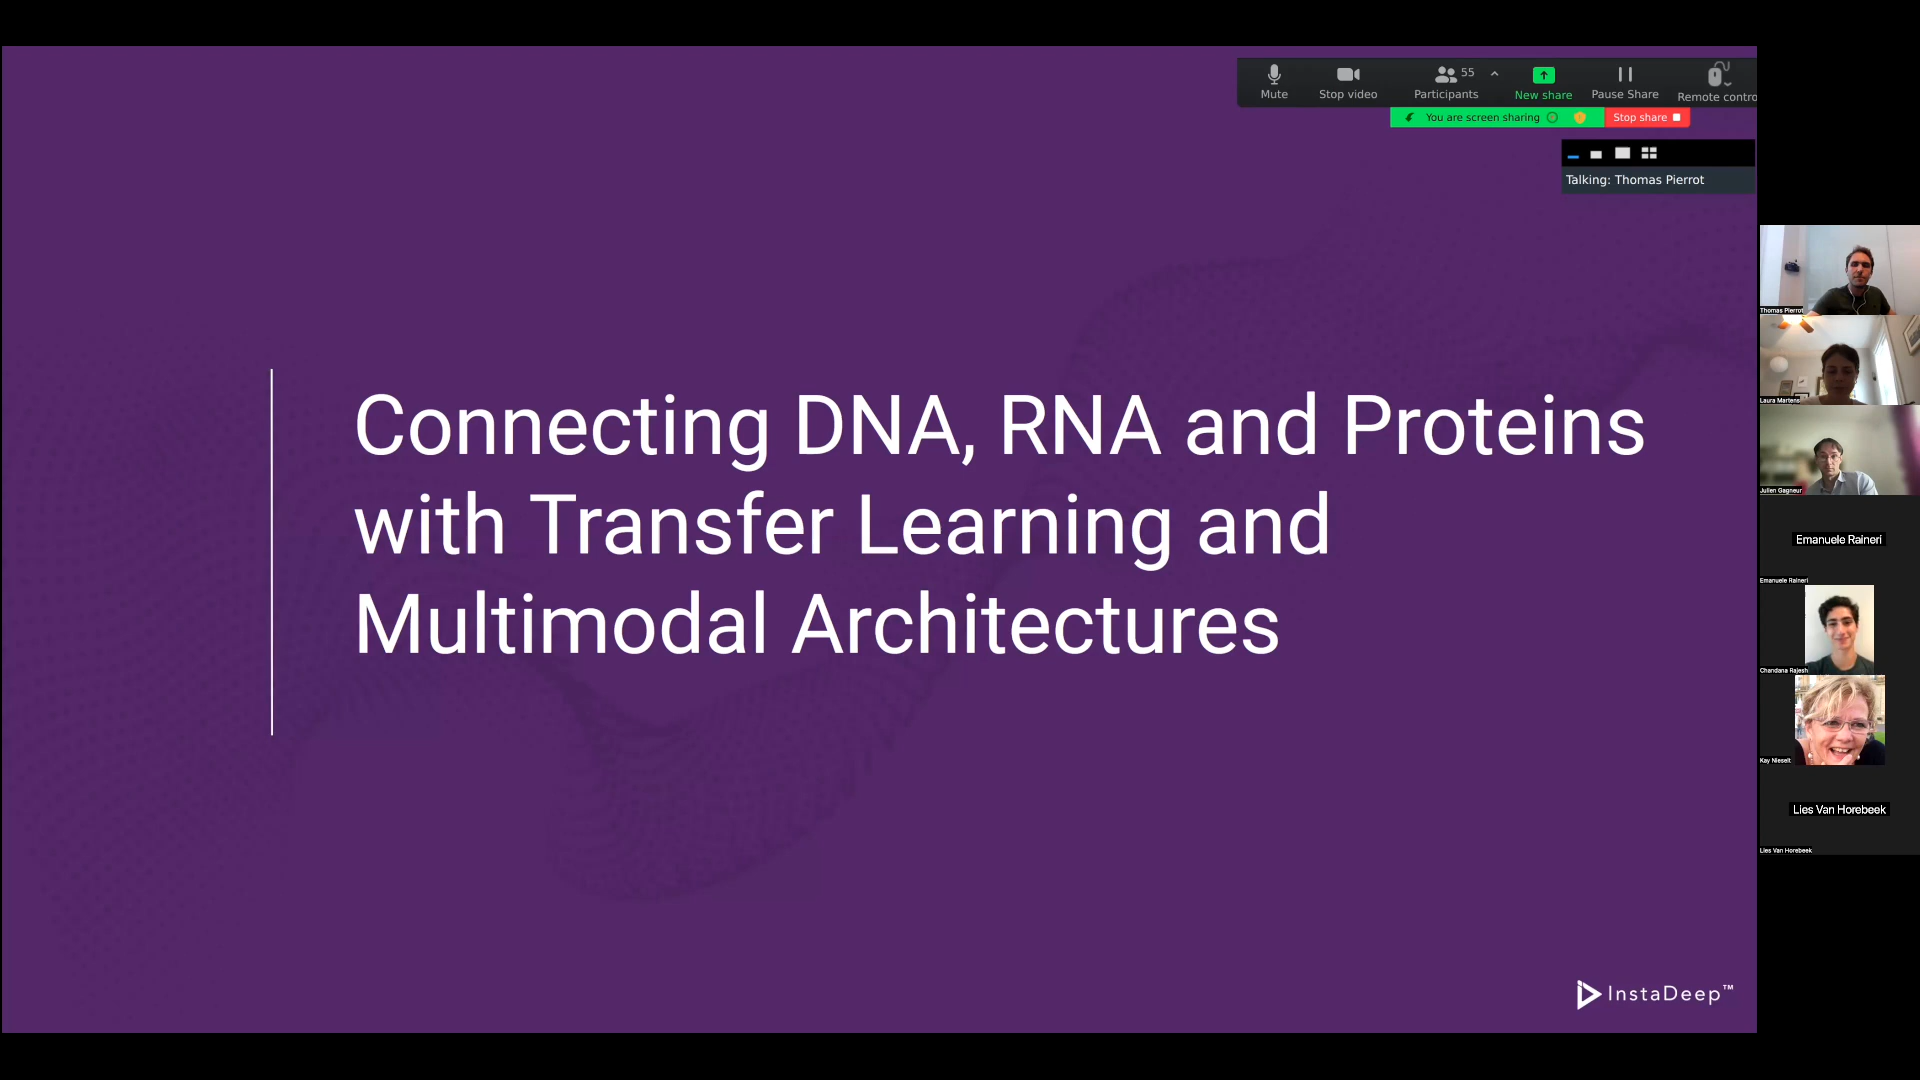 Mute
Stop video
Participants
55
New share
Pause Share
Remote contro
You are screen sharing
Stop share
Talking: Thomas Pierrot
Connecting DNA, RNA and Proteins
with Transfer Learning and
Multimodal Architectures
InstaDeep™
Thomas Pierrot
Laura Martens
Julien Gagneur
Emanuele Raineri
Emanuele Raineri
Chandana Rajesh
Kay Nieselt
Lies Van Horebeek
Lies Van Horebeek